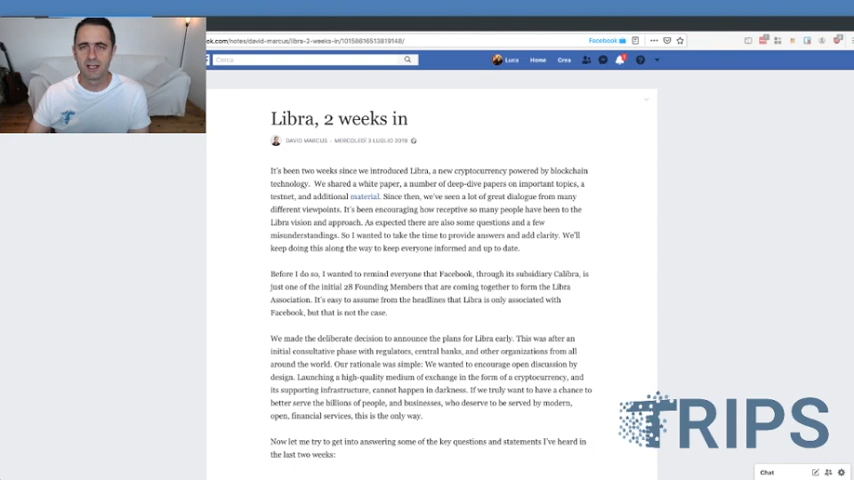 ok.com/notes/david-marcus/libra-2-weeks-in/10158616513819148/
Facebook
Cerca
Luca Home Crea
Libra, 2 weeks in
DAVID MARCUS · MERCOLEDÌ 3 LUGLIO 2019
It's been two weeks since we introduced Libra, a new cryptocurrency powered by blockchain
technology. We shared a white paper, a number of deep-dive papers on important topics, a
testnet, and additional material. Since then, we've seen a lot of great dialogue from many
different viewpoints. It's been encouraging how receptive so many people have been to the
Libra vision and approach. As expected there are also some questions and a few
misunderstandings. So I wanted to take the time to provide answers and add clarity. We'll
keep doing this along the way to keep everyone informed and up to date.
Before I do so, I wanted to remind everyone that Facebook, through its subsidiary Calibra, is
just one of the initial 28 Founding Members that are coming together to form the Libra
Association. It's easy to assume from the headlines that Libra is only associated with
Facebook, but that is not the case.
We made the deliberate decision to announce the plans for Libra early. This was after an
initial consultative phase with regulators, central banks, and other organizations from all
around the world. Our rationale was simple: We wanted to encourage open discussion by
design. Launching a high-quality medium of exchange in the form of a cryptocurrency, and
its supporting infrastructure, cannot happen in darkness. If we truly want to have a chance to
better serve the billions of people, and businesses, who deserve to be served by modern,
open, financial services, this is the only way.
Now let me try to get into answering some of the key questions and statements I've heard in
the last two weeks:
TRIPS
Chat